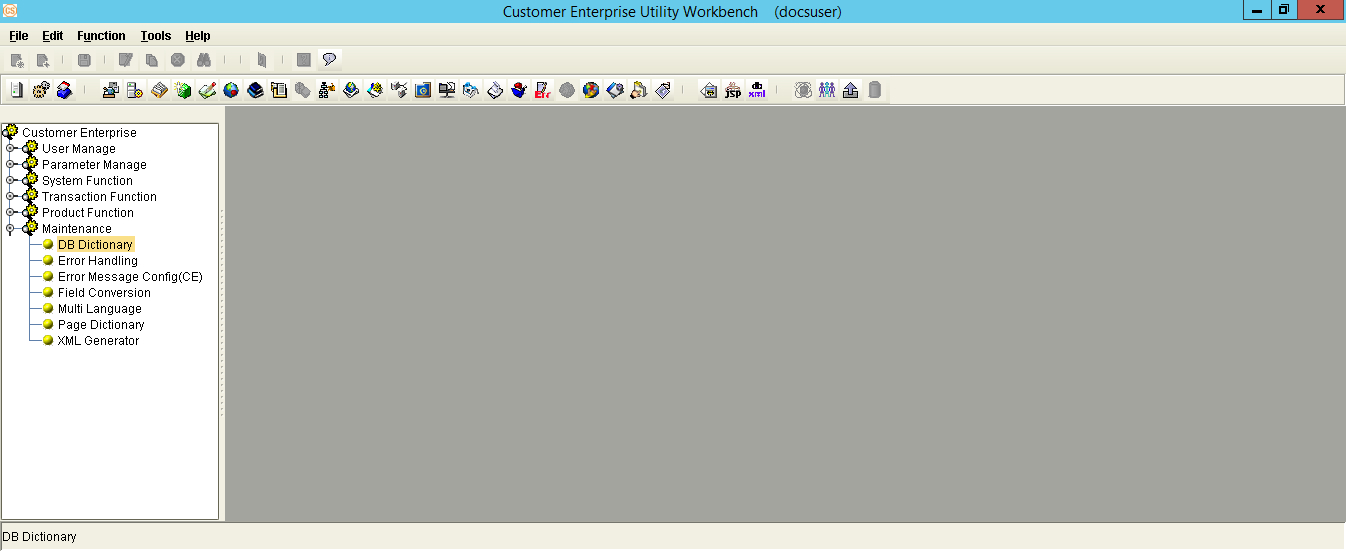 CS
Customer Enterprise Utility Workbench (docsuser)
File Edit Function Tools Help
jsp
xml
Customer Enterprise
User Manage
Parameter Manage
System Function
Transaction Function
Product Function
Maintenance
DB Dictionary
Error Handling
Error Message Config(CE)
Field Conversion
Multi Language
Page Dictionary
XML Generator
DB Dictionary